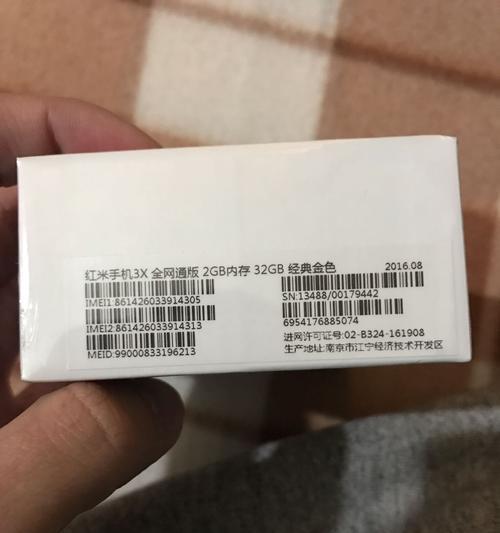 红米手机3X 全网通版 2GB内存 32GB 经典金色 2016.08
IMEI1:861426033914305
SN:13488/00179442
IMEI2:861426033914313
6954176885074
进网许可证号:02-B324-161908
MEID:99000833196213
生产地址:南京市江宁经济技术开发区